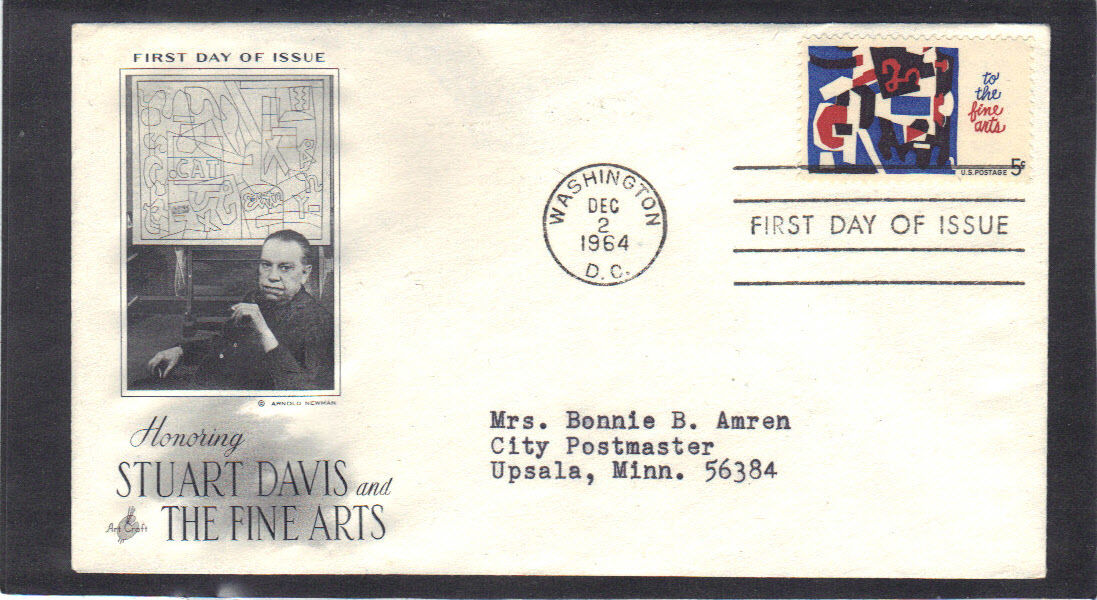 FIRST DAY OF ISSUE
.CAT
© ARNOLD NEWMAN
Honoring
STUART DAVIS and
THE FINE ARTS
Art Craft
WASHINGTON
DEC
2
1964
D.C.
to
the
fine
arts
U.S. POSTAGE 5¢
FIRST DAY OF ISSUE
Mrs. Bonnie B. Amren
City Postmaster
Upsala, Minn. 56384